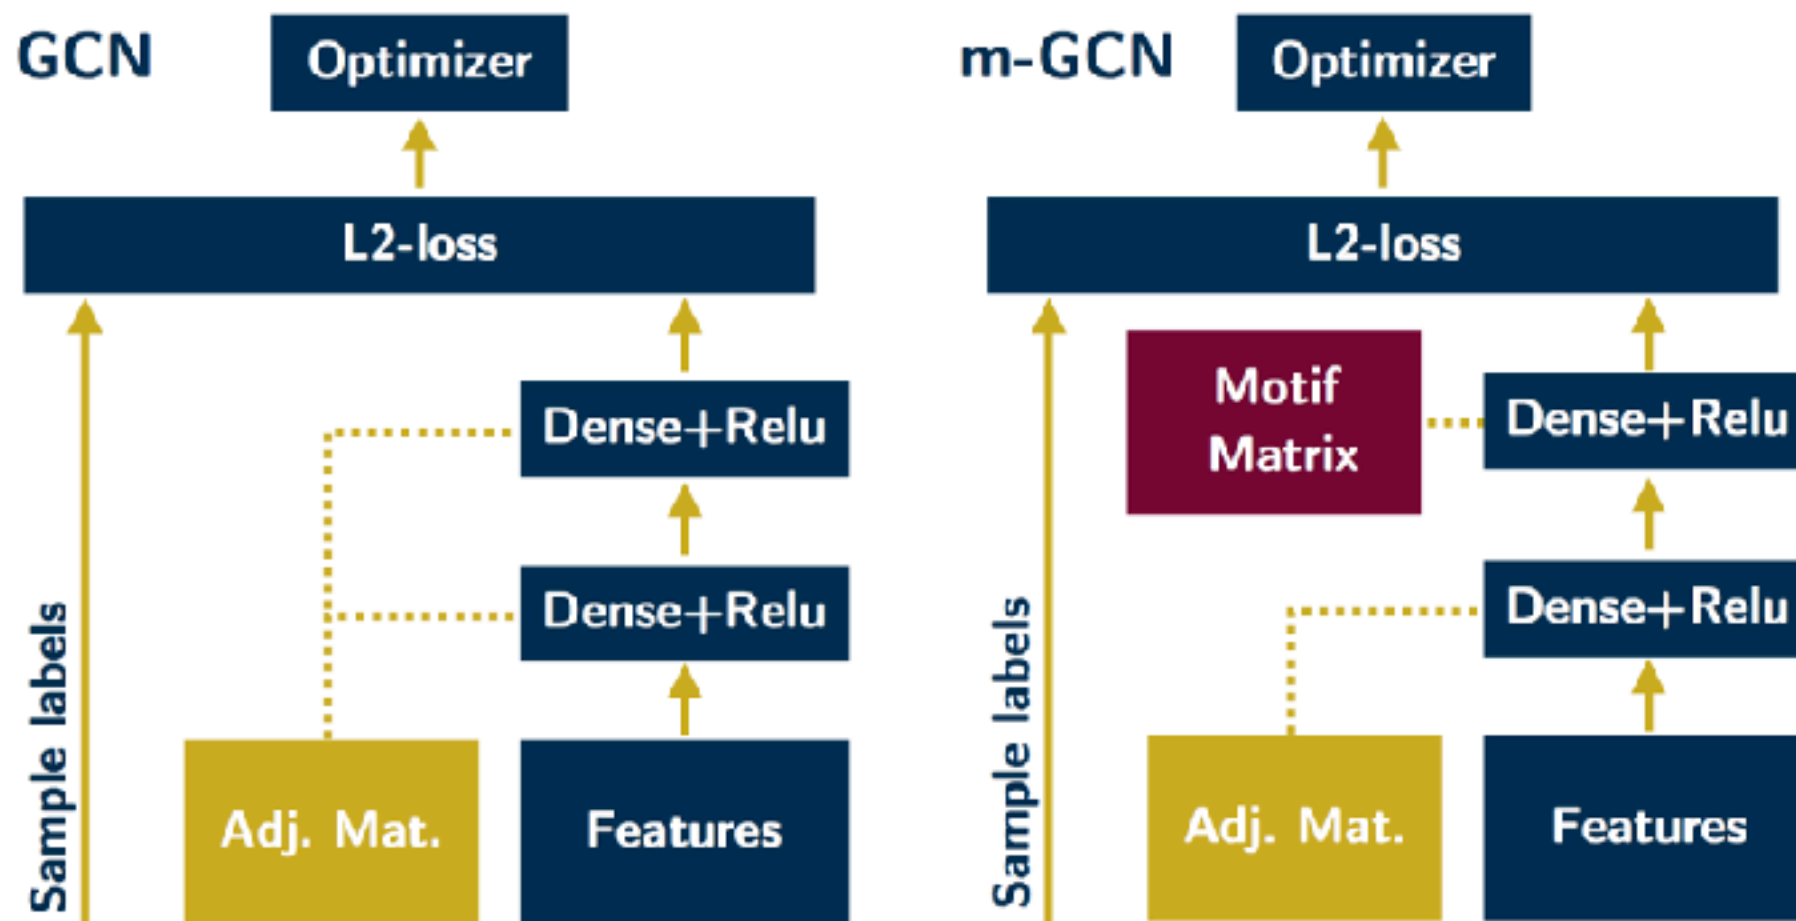 GCN
Optimizer
L2-loss
Dense+Relu
Dense+Relu
Sample labels
Adj. Mat.
Features
m-GCN
Optimizer
L2-loss
Motif
Matrix
Dense+Relu
Dense+Relu
Sample labels
Adj. Mat.
Features